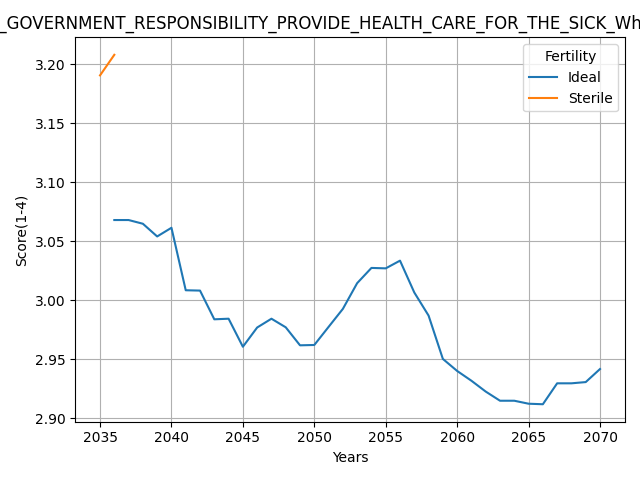 _GOVERNMENT_RESPONSIBILITY_PROVIDE_HEALTH_CARE_FOR_THE_SICK_Wh
Fertility
Ideal
Sterile
3.20
3.15
3.10
3.05
3.00
2.95
2.90
Score(1-4)
2035
2040
2045
2050
2055
2060
2065
2070
Years